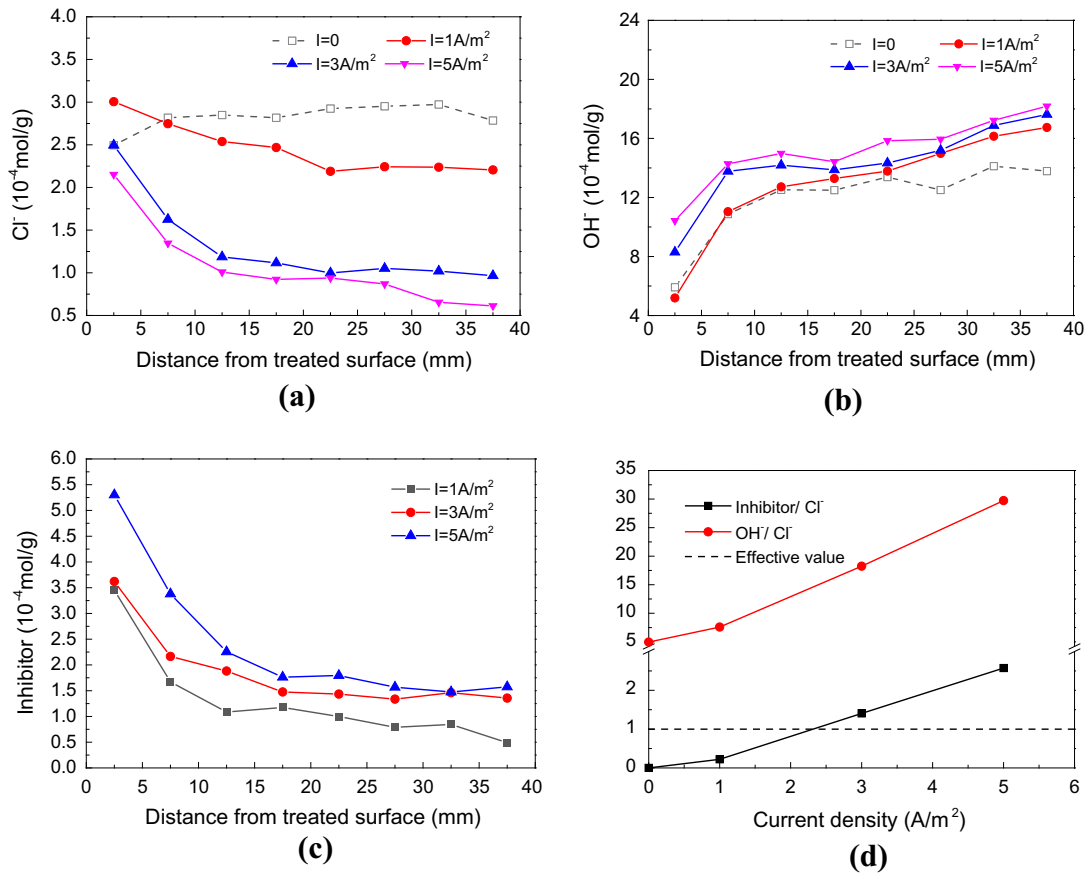 4.0
3.5
3.0
2.5
2.0
1.5
1.0
0.5
0 5 10 15 20 25 30 35 40
Cl⁻ (10⁻⁴mol/g)
Distance from treated surface (mm)
I=0 I=1A/m²
I=3A/m² I=5A/m²
(a)
24
20
16
12
8
4
0 5 10 15 20 25 30 35 40
OH⁻ (10⁻⁴mol/g)
Distance from treated surface (mm)
I=0 I=1A/m²
I=3A/m² I=5A/m²
(b)
6.0
5.5
5.0
4.5
4.0
3.5
3.0
2.5
2.0
1.5
1.0
0.5
0.0
0 5 10 15 20 25 30 35 40
Inhibitor (10⁻⁴mol/g)
Distance from treated surface (mm)
I=1A/m²
I=3A/m²
I=5A/m²
(c)
35
30
25
20
15
10
5
2
1
0
0 1 2 3 4 5 6
Current density (A/m²)
Inhibitor/ Cl⁻
OH⁻/ Cl⁻
Effective value
(d)